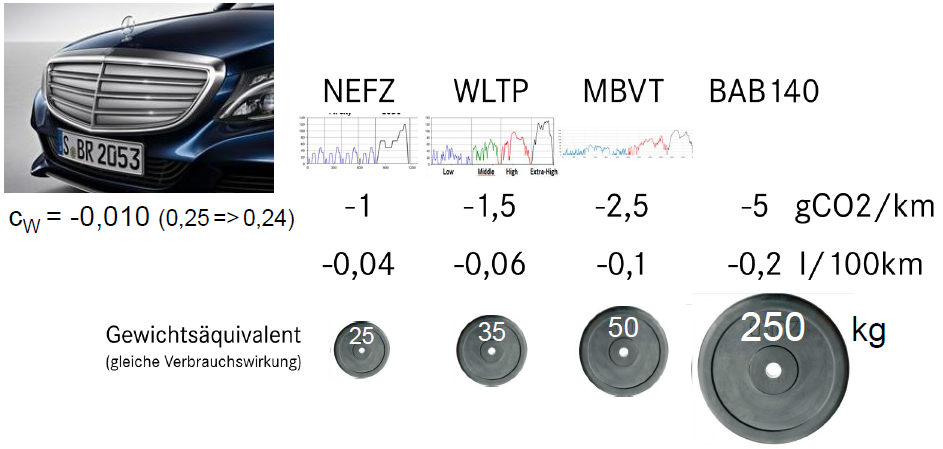 NEFZ WLTP MBVT BAB 140
S BR 2053
Low Middle High Extra-High
cW = -0,010 (0,25 => 0,24)
-1 -1,5 -2,5 -5 gCO2/km
-0,04 -0,06 -0,1 -0,2 l/100km
Gewichtsäquivalent
(gleiche Verbrauchswirkung)
25 35 50 250 kg